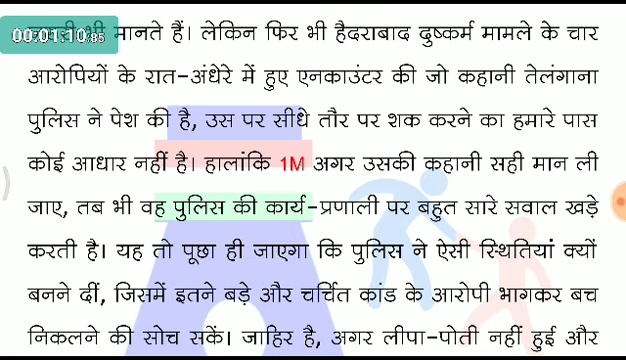 00:01:10:85 भी मानते हैं। लेकिन फिर भी हैदराबाद दुष्कर्म मामले के चार
आरोपियों के रात-अंधेरे में हुए एनकाउंटर की जो कहानी तेलंगाना
पुलिस ने पेश की है, उस पर सीधे तौर पर शक करने का हमारे पास
कोई आधार नहीं है। हालांकि 1M अगर उसकी कहानी सही मान ली
जाए, तब भी वह पुलिस की कार्य-प्रणाली पर बहुत सारे सवाल खड़े
करती है। यह तो पूछा ही जाएगा कि पुलिस ने ऐसी स्थितियां क्यों
बनने दीं, जिसमें इतने बड़े और चर्चित कांड के आरोपी भागकर बच
निकलने की सोच सकें। जाहिर है, अगर लीपा-पोती नहीं हुई और